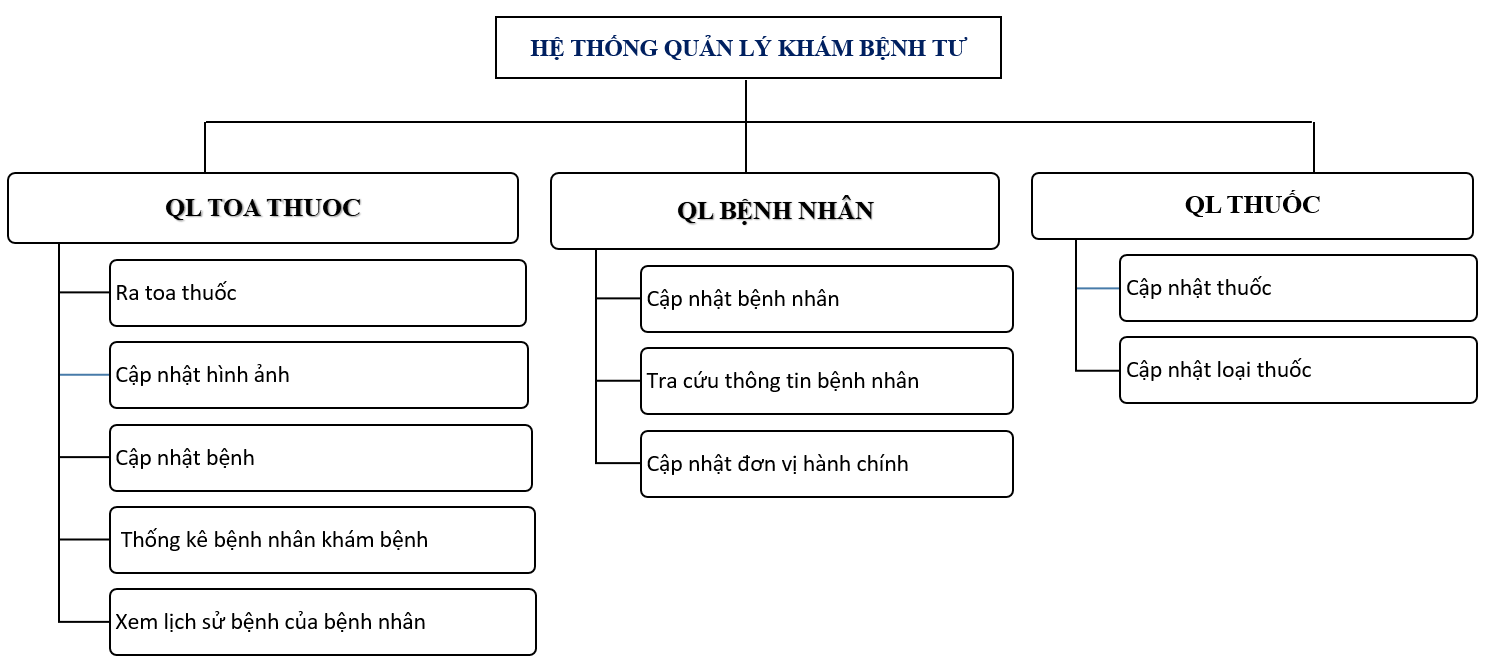 HỆ THỐNG QUẢN LÝ KHÁM BỆNH TƯ
QL TOA THUOC
Ra toa thuốc
Cập nhật hình ảnh
Cập nhật bệnh
Thống kê bệnh nhân khám bệnh
Xem lịch sử bệnh của bệnh nhân
QL BỆNH NHÂN
Cập nhật bệnh nhân
Tra cứu thông tin bệnh nhân
Cập nhật đơn vị hành chính
QL THUỐC
Cập nhật thuốc
Cập nhật loại thuốc